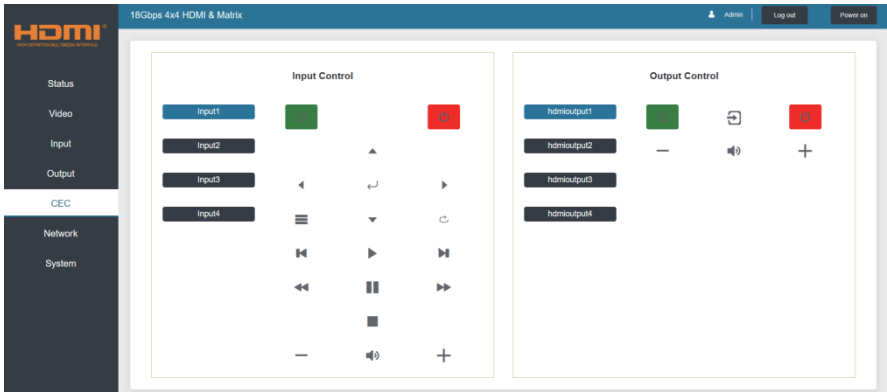 18Gbps 4x4 HDMI & Matrix
Admin
Log out
Power on
HDMI®
HIGH DEFINITION MULTIMEDIA INTERFACE
Status
Video
Input
Output
CEC
Network
System
Input Control
Input1
Input2
Input3
Input4
Output Control
hdmioutput1
hdmioutput2
hdmioutput3
hdmioutput4